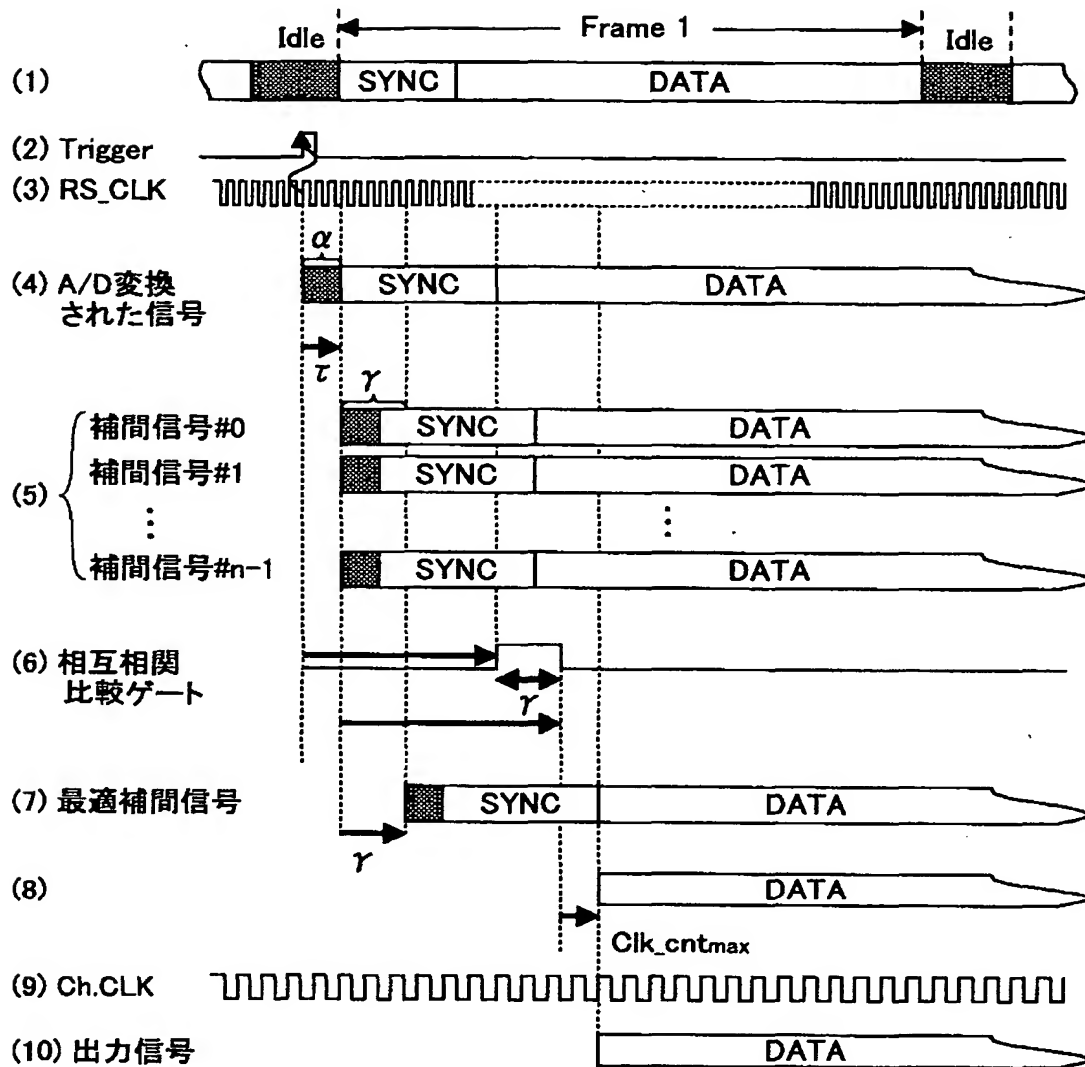 Idle Frame 1 Idle
(1) SYNC DATA
(2) Trigger
(3) RS_CLK
α
(4) A/D変換 SYNC DATA
された信号
τ
γ
補間信号#0 SYNC DATA
補間信号#1 SYNC DATA
(5) ⋮ ⋮
補間信号#n-1 SYNC DATA
(6) 相互相関
比較ゲート
γ
(7) 最適補間信号 SYNC DATA
γ
(8) DATA
Clk_cntmax
(9) Ch.CLK
(10) 出力信号 DATA